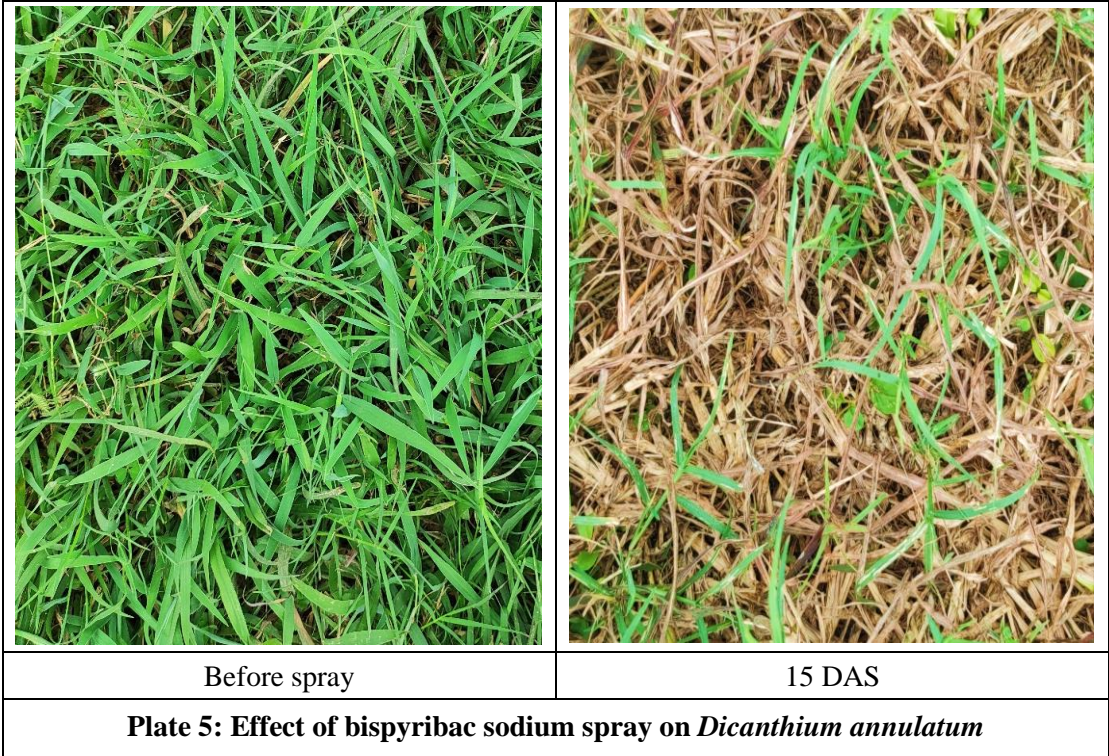 Before spray
15 DAS
Plate 5: Effect of bispyribac sodium spray on Dicanthium annulatum